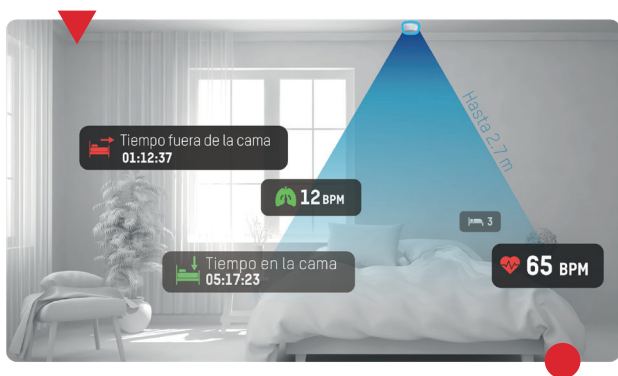 Hasta 2.7 m
Tiempo fuera de la cama
01:12:37
12 BPM
3
Tiempo en la cama
05:17:23
65 BPM